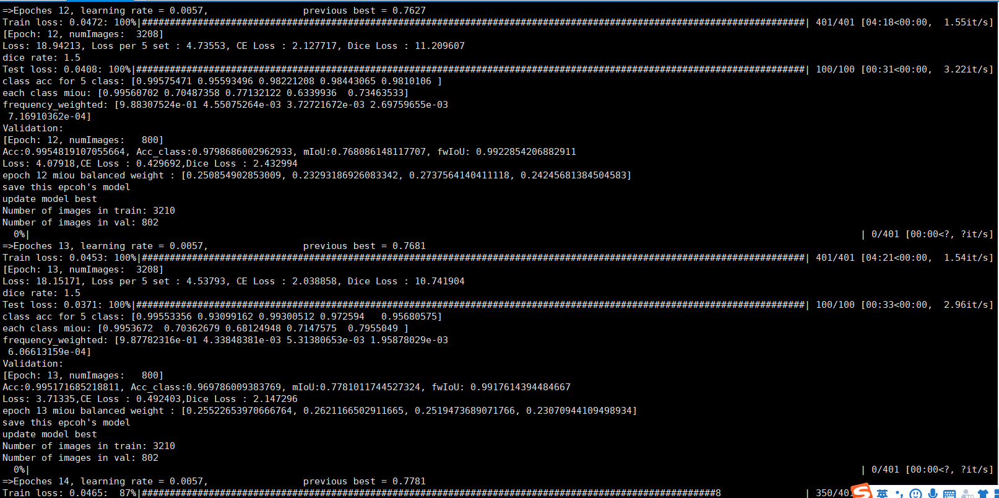 =>Epoches 12, learning rate = 0.0057,                 previous best = 0.7627
Train loss: 0.0472: 100%|#######################################################################################################################| 401/401 [04:18<00:00,  1.55it/s]
[Epoch: 12, numImages:  3208]
Loss: 18.94213, Loss per 5 set : 4.73553, CE Loss : 2.127717, Dice Loss : 11.209607
dice rate: 1.5
Test loss: 0.0408: 100%|########################################################################################################################| 100/100 [00:31<00:00,  3.22it/s]
class acc for 5 class: [0.99575471 0.95593496 0.98221208 0.98443065 0.9810106 ]
each class miou: [0.99560702 0.70487358 0.77132122 0.6339936  0.73463533]
frequency_weighted: [9.88307524e-01 4.55075264e-03 3.72721672e-03 2.69759655e-03
 7.16910362e-04]
Validation:
[Epoch: 12, numImages:   800]
Acc:0.9954819107055664, Acc_class:0.9798686002962933, mIoU:0.768086148117707, fwIoU: 0.9922854206882911
Loss: 4.07918,CE Loss : 0.429692,Dice Loss : 2.432994
epoch 12 miou balanced weight : [0.250854902853009, 0.23293186926083342, 0.2737564140411118, 0.24245681384504583]
save this epcoh's model
update model best
Number of images in train: 3210
Number of images in val: 802
  0%|                                                                                                                                                      | 0/401 [00:00<?, ?it/s]
=>Epoches 13, learning rate = 0.0057,                 previous best = 0.7681
Train loss: 0.0453: 100%|#######################################################################################################################| 401/401 [04:21<00:00,  1.54it/s]
[Epoch: 13, numImages:  3208]
Loss: 18.15171, Loss per 5 set : 4.53793, CE Loss : 2.038858, Dice Loss : 10.741904
dice rate: 1.5
Test loss: 0.0371: 100%|########################################################################################################################| 100/100 [00:33<00:00,  2.96it/s]
class acc for 5 class: [0.99553356 0.93099162 0.99300512 0.972594   0.95680575]
each class miou: [0.9953672  0.70362679 0.68124948 0.7147575  0.7955049 ]
frequency_weighted: [9.87782316e-01 4.33848381e-03 5.31380653e-03 1.95878029e-03
 6.06613159e-04]
Validation:
[Epoch: 13, numImages:   800]
Acc:0.995171685218811, Acc_class:0.969786009383769, mIoU:0.7781011744527324, fwIoU: 0.9917614394484667
Loss: 3.71335,CE Loss : 0.492403,Dice Loss : 2.147296
epoch 13 miou balanced weight : [0.25522653970666764, 0.2621166502911665, 0.2519473689071766, 0.23070944109498934]
save this epcoh's model
update model best
Number of images in train: 3210
Number of images in val: 802
  0%|                                                                                                                                                      | 0/401 [00:00<?, ?it/s]
=>Epoches 14, learning rate = 0.0057,                 previous best = 0.7781
Train loss: 0.0465:  87%|#######################################################################################################8               | 350/401
英